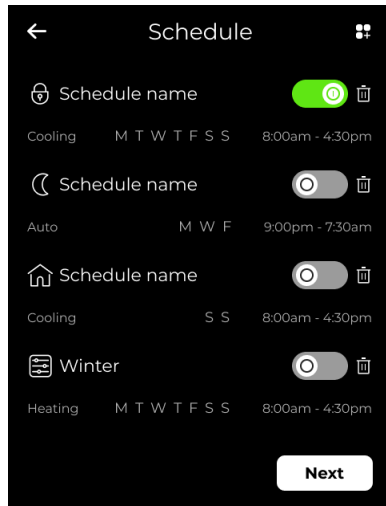 Schedule
Schedule name
Cooling M T W T F S S 8:00am - 4:30pm
Schedule name
Auto M W F 9:00pm - 7:30am
Schedule name
Cooling S S 8:00am - 4:30pm
Winter
Heating M T W T F S S 8:00am - 4:30pm
Next